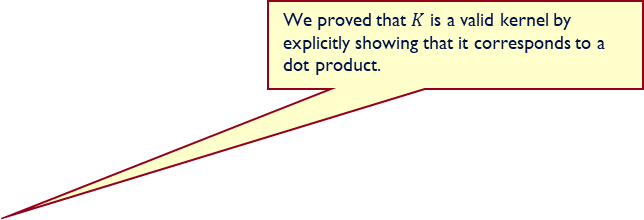 We proved that 𝐾 is a valid kernel by
explicitly showing that it corresponds to a
dot product.